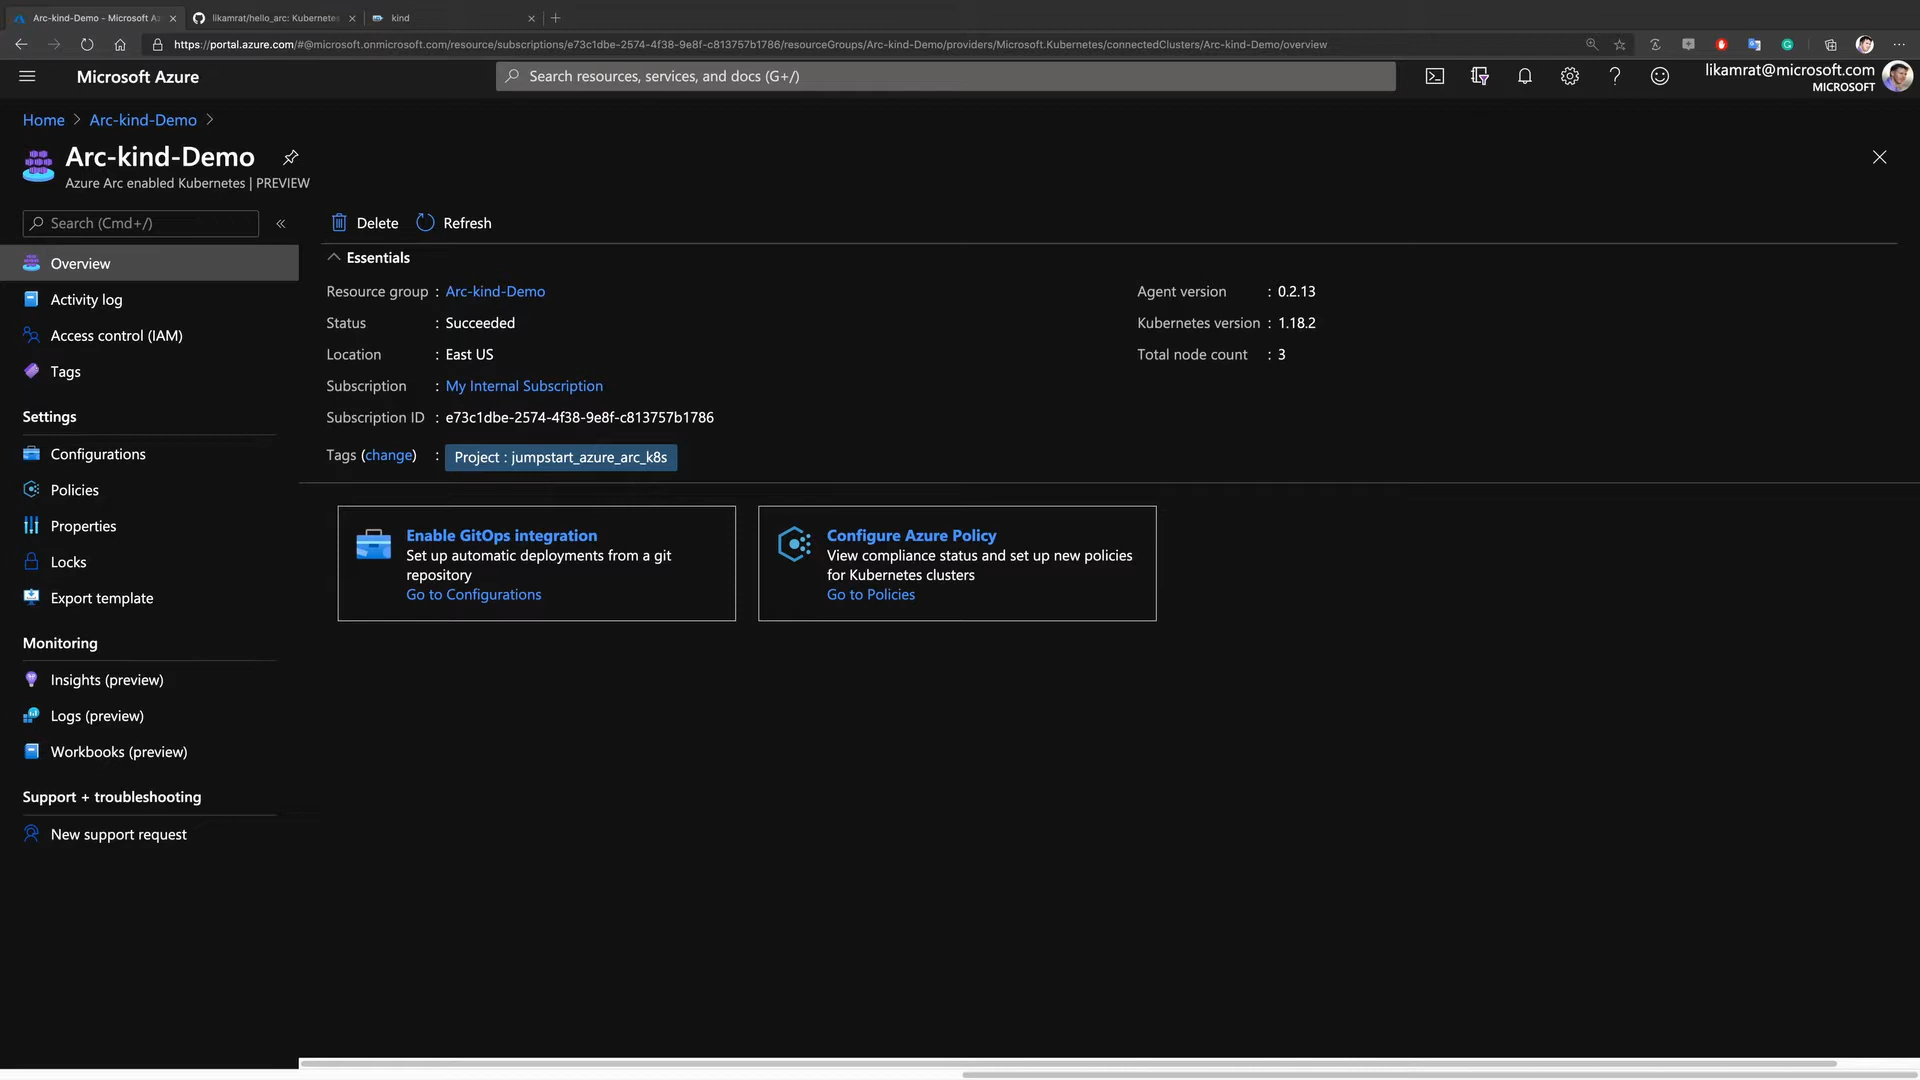 Arc-kind-Demo - Microsoft Az
likamrat/hello_arc: Kubernetes
kind
https://portal.azure.com/#@microsoft.onmicrosoft.com/resource/subscriptions/e73c1dbe-2574-4f38-9e8f-c813757b1786/resourceGroups/Arc-kind-Demo/providers/Microsoft.Kubernetes/connectedClusters/Arc-kind-Demo/overview
Microsoft Azure
Search resources, services, and docs (G+/)
likamrat@microsoft.com
MICROSOFT
Home > Arc-kind-Demo >
Arc-kind-Demo
Azure Arc enabled Kubernetes | PREVIEW
Search (Cmd+/)
«
Overview
Activity log
Access control (IAM)
Tags
Settings
Configurations
Policies
Properties
Locks
Export template
Monitoring
Insights (preview)
Logs (preview)
Workbooks (preview)
Support + troubleshooting
New support request
Delete
Refresh
Essentials
Resource group : Arc-kind-Demo
Status : Succeeded
Location : East US
Subscription : My Internal Subscription
Subscription ID : e73c1dbe-2574-4f38-9e8f-c813757b1786
Tags (change) : Project : jumpstart_azure_arc_k8s
Agent version : 0.2.13
Kubernetes version : 1.18.2
Total node count : 3
Enable GitOps integration
Set up automatic deployments from a git
repository
Go to Configurations
Configure Azure Policy
View compliance status and set up new policies
for Kubernetes clusters
Go to Policies